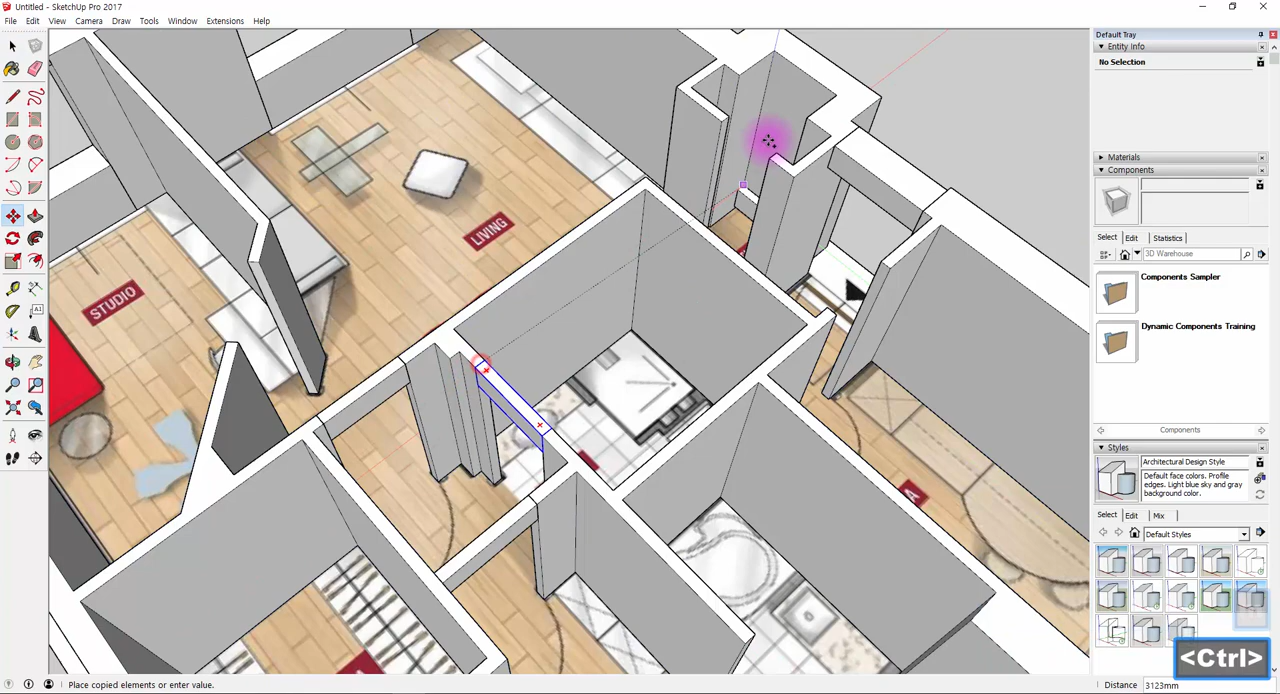 Untitled - SketchUp Pro 2017
File Edit View Camera Draw Tools Window Extensions Help
Default Tray
Entity Info
No Selection
Materials
Components
Select Edit Statistics
3D Warehouse
Components Sampler
Dynamic Components Training
Components
Styles
Architectural Design Style
Default face colors. Profile
edges. Light blue sky and gray
background color.
Select Edit Mix
Default Styles
LIVING
STUDIO
A1
<Ctrl>
Place copied elements or enter value.
Distance 3123mm